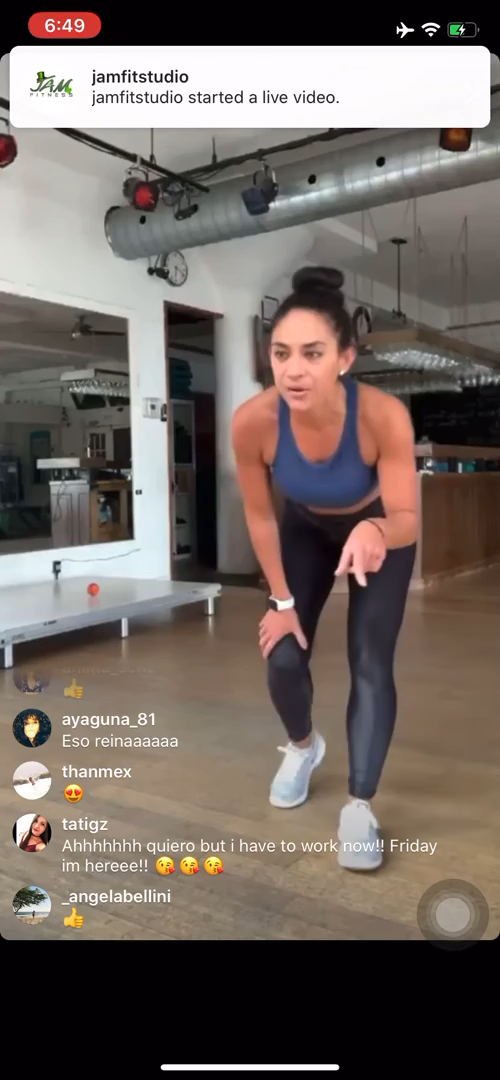 6:49
JAM
FITNESS
jamfitstudio
jamfitstudio started a live video.
👍
ayaguna_81
Eso reinaaaaaa
thanmex
😍
tatigz
Ahhhhhhh quiero but i have to work now!! Friday
im hereee!! 😘😘😘
_angelabellini
👍